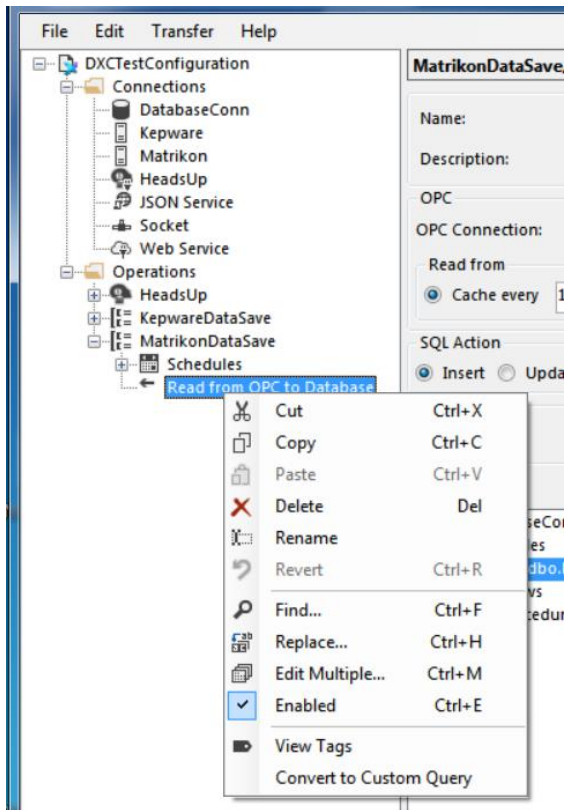 File Edit Transfer Help
DXCTestConfiguration
Connections
DatabaseConn
Kepware
Matrikon
HeadsUp
JSON Service
Socket
Web Service
Operations
HeadsUp
KepwareDataSave
MatrikonDataSave
Schedules
Read from OPC to Database
MatrikonDataSave
Name:
Description:
OPC
OPC Connection:
Read from
Cache every 1
SQL Action
Insert Upda
Cut Ctrl+X
Copy Ctrl+C
Paste Ctrl+V
Delete Del
Rename
Revert Ctrl+R
Find... Ctrl+F
Replace... Ctrl+H
Edit Multiple... Ctrl+M
Enabled Ctrl+E
View Tags
Convert to Custom Query